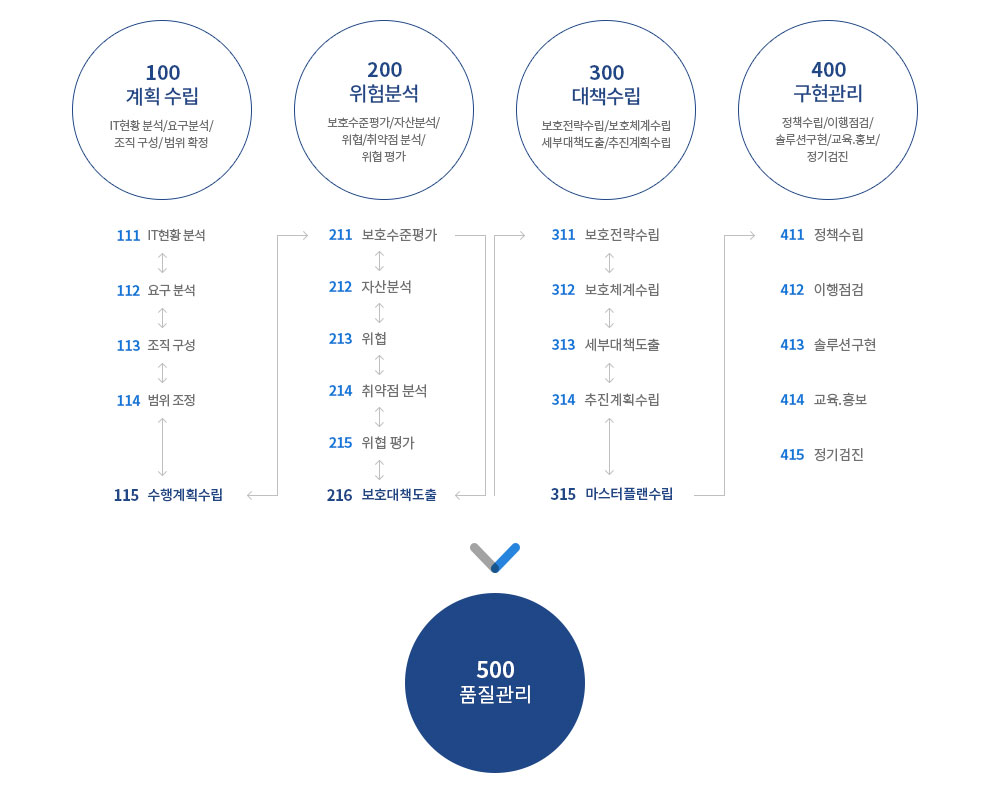 100
계획 수립
IT현황 분석/요구분석/
조직 구성/범위 확정
200
위험분석
보호수준평가/자산분석/
위협/취약점 분석/
위협 평가
300
대책수립
보호전략수립/보호체계수립
세부대책도출/추진계획수립
400
구현관리
정책수립/이행점검/
솔루션구현/교육.홍보/
정기검진
111 IT현황 분석
112 요구 분석
113 조직 구성
114 범위 조정
115 수행계획수립
211 보호수준평가
212 자산분석
213 위협
214 취약점 분석
215 위협 평가
216 보호대책도출
311 보호전략수립
312 보호체계수립
313 세부대책도출
314 추진계획수립
315 마스터플랜수립
411 정책수립
412 이행점검
413 솔루션구현
414 교육.홍보
415 정기검진
500
품질관리